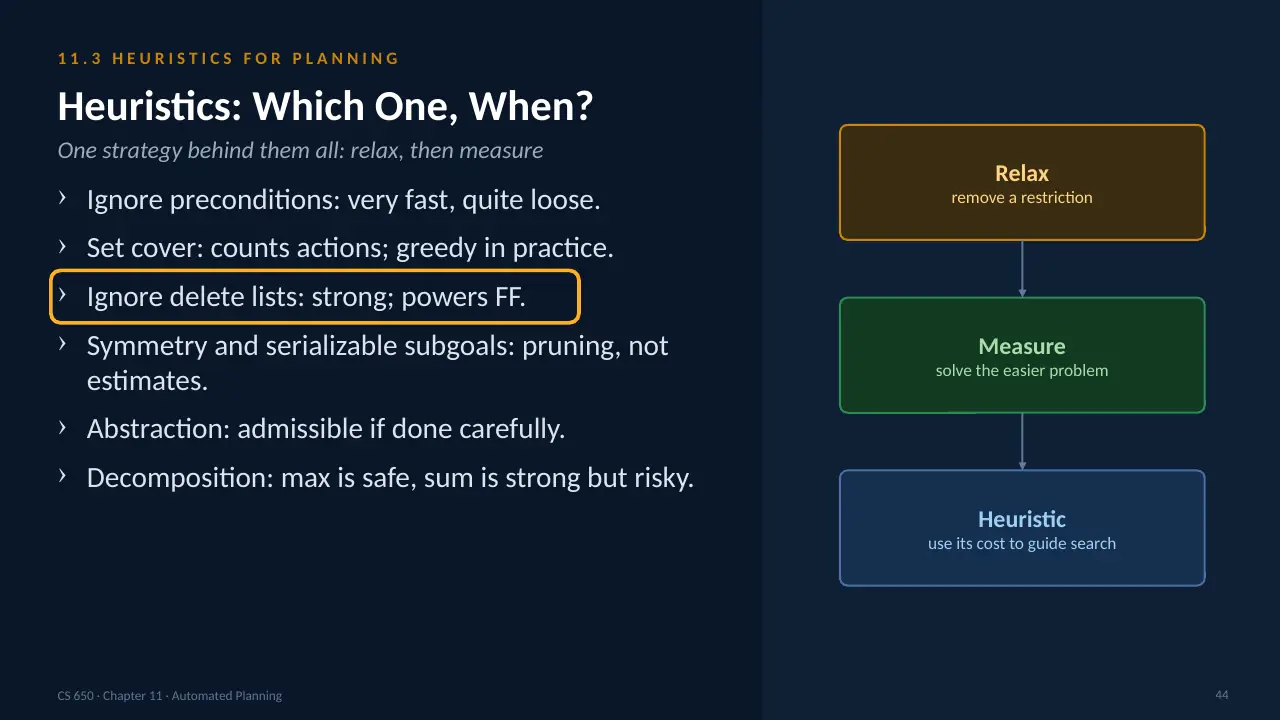 11.3 HEURISTICS FOR PLANNING
Heuristics: Which One, When?
One strategy behind them all: relax, then measure
› Ignore preconditions: very fast, quite loose.
› Set cover: counts actions; greedy in practice.
› Ignore delete lists: strong; powers FF.
› Symmetry and serializable subgoals: pruning, not
estimates.
› Abstraction: admissible if done carefully.
› Decomposition: max is safe, sum is strong but risky.
Relax
remove a restriction
Measure
solve the easier problem
Heuristic
use its cost to guide search
CS 650 · Chapter 11 · Automated Planning
44